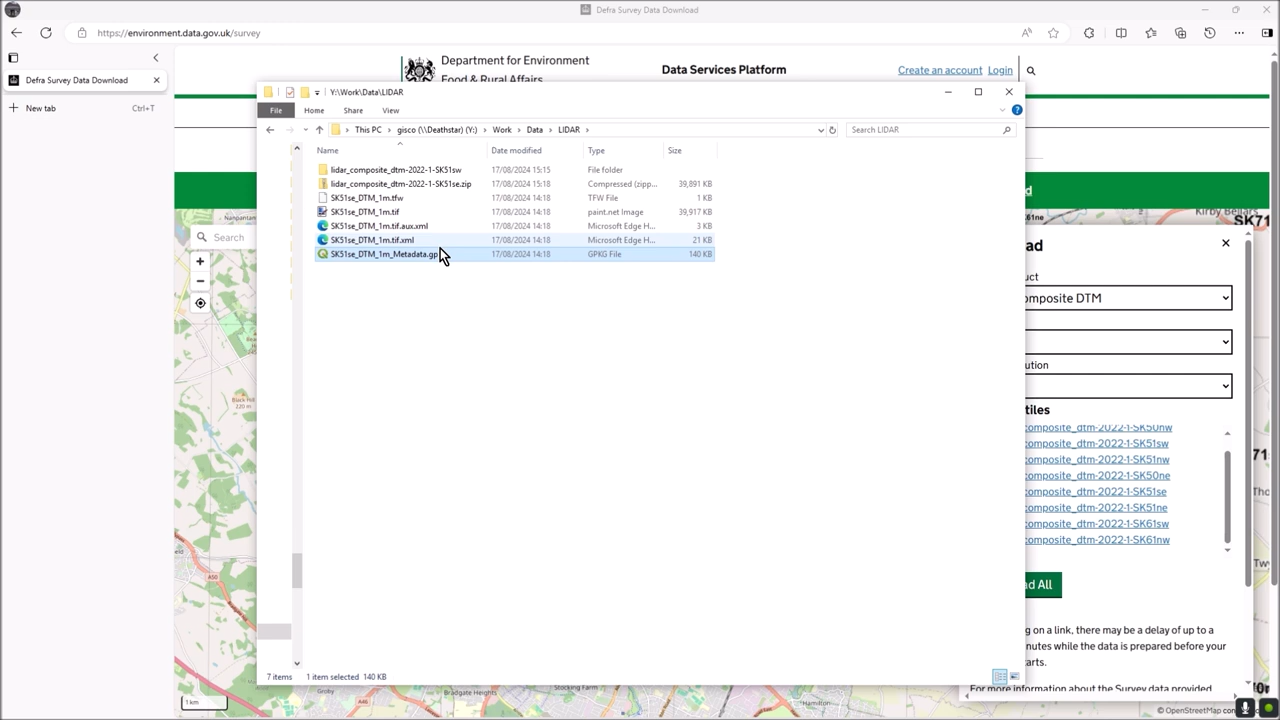 Defra Survey Data Download
https://environment.data.gov.uk/survey
Defra Survey Data Download
New tab
Ctrl+T
Department for Environment
Food & Rural Affairs
Data Services Platform
Create an account
Login
Y:\Work\Data\LIDAR
File
Home
Share
View
This PC
gisco (\\Deathstar) (Y:)
Work
Data
LIDAR
Search LIDAR
Name
Date modified
Type
Size
lidar_composite_dtm-2022-1-SK51sw 17/08/2024 15:15 File folder
lidar_composite_dtm-2022-1-SK51se.zip 17/08/2024 15:18 Compressed (zipp... 39,891 KB
SK51se_DTM_1m.tfw 17/08/2024 14:18 TFW File 1 KB
SK51se_DTM_1m.tif 17/08/2024 14:18 paint.net Image 39,917 KB
SK51se_DTM_1m.tif.aux.xml 17/08/2024 14:18 Microsoft Edge H... 3 KB
SK51se_DTM_1m.tif.xml 17/08/2024 14:18 Microsoft Edge H... 21 KB
SK51se_DTM_1m_Metadata.gp 17/08/2024 14:18 GPKG File 140 KB
7 items
1 item selected 140 KB
Nanpantan
Search
Kirby Bellars
omposite DTM
ution
tiles
composite_dtm-2022-1-SK50nw
composite_dtm-2022-1-SK51sw
composite_dtm-2022-1-SK51nw
composite_dtm-2022-1-SK50ne
composite_dtm-2022-1-SK51se
composite_dtm-2022-1-SK51ne
composite_dtm-2022-1-SK61sw
composite_dtm-2022-1-SK61nw
ad All
g on a link, there may be a delay of up to
nutes while the data is prepared before your
arts.
For more information about the Survey data provided
Black Hill
220 m
A50
1 km
Groby
Bradgate Heights
Stocking Farm
Hamilton
© OpenStreetMap con